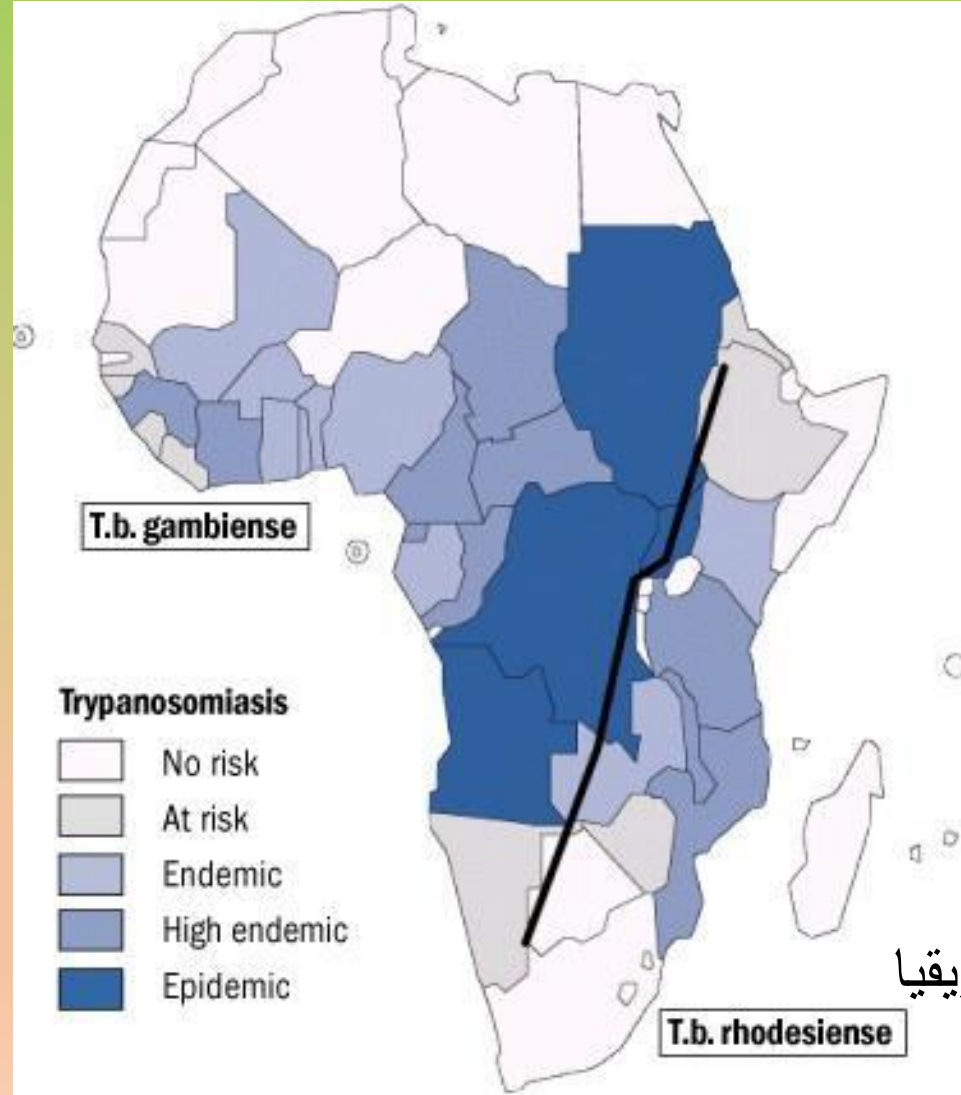 T.b. gambiense
Trypanosomiasis
No risk
At risk
Endemic
High endemic
Epidemic
T.b. rhodesiense